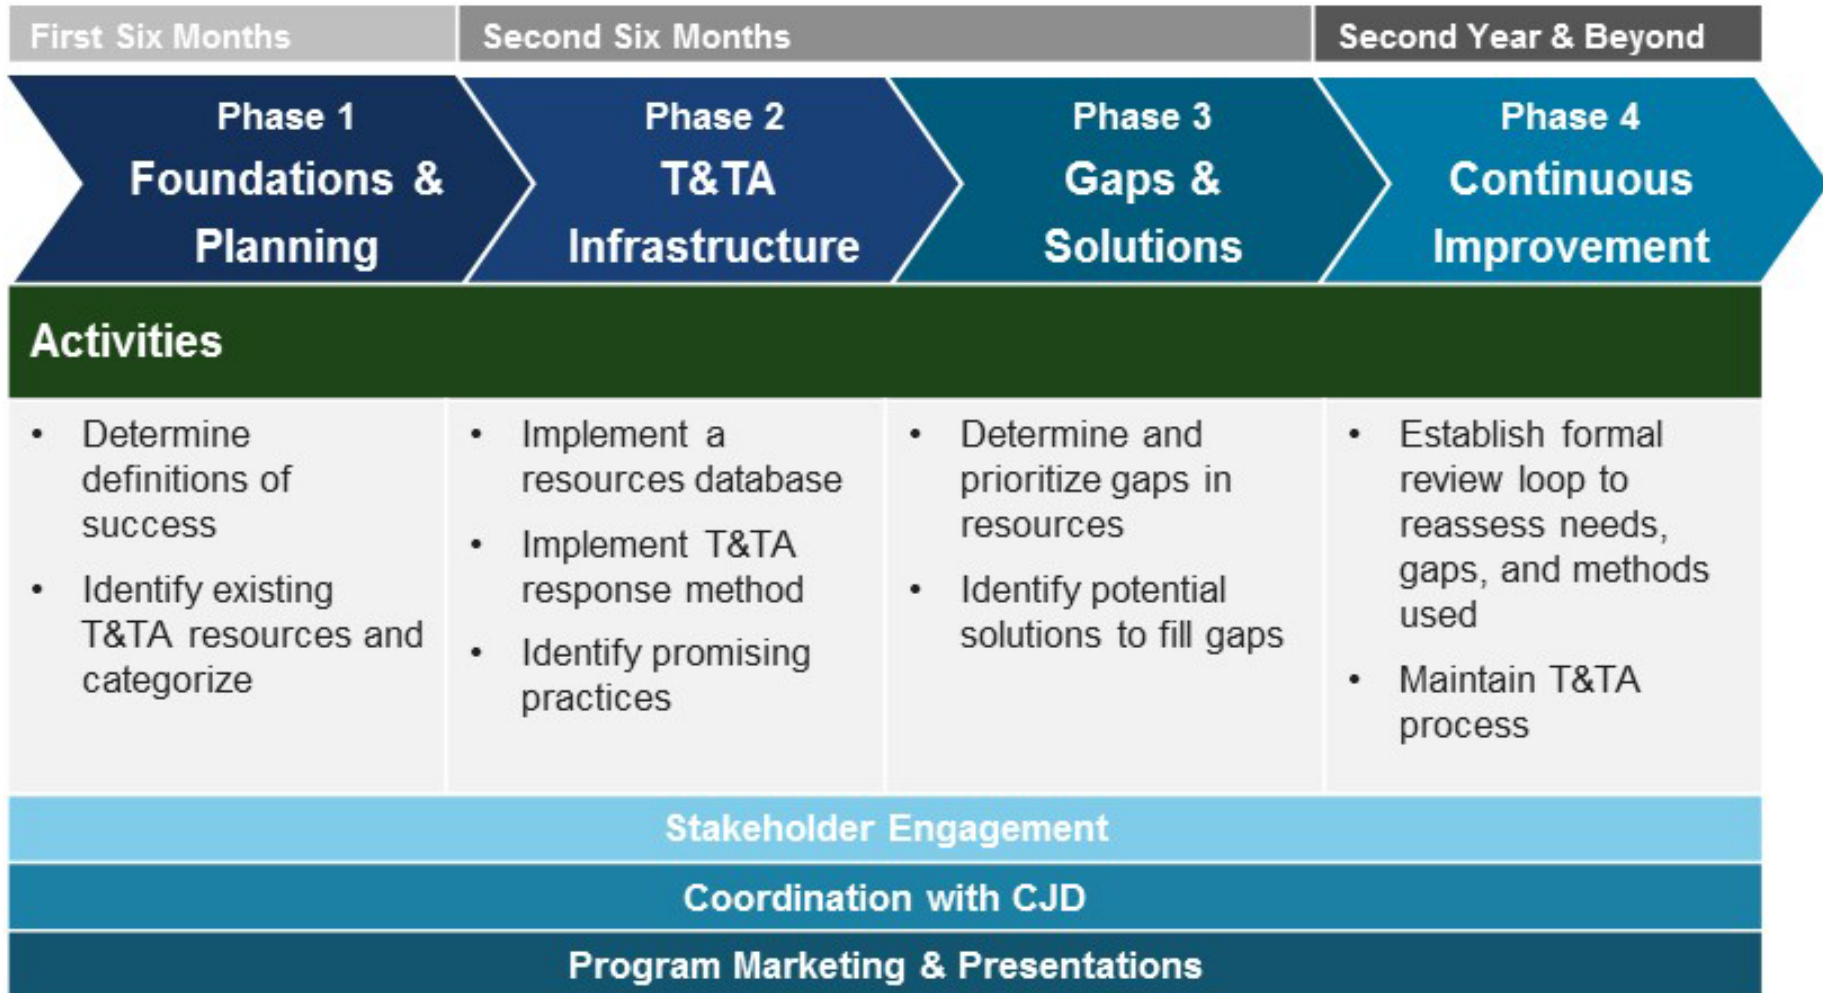 First Six Months
Second Six Months
Second Year & Beyond
Phase 1
Foundations &
Planning
Phase 2
T&TA
Infrastructure
Phase 3
Gaps &
Solutions
Phase 4
Continuous
Improvement
Activities
• Determine
definitions of
success
• Identify existing
T&TA resources and
categorize
• Implement a
resources database
• Implement T&TA
response method
• Identify promising
practices
• Determine and
prioritize gaps in
resources
• Identify potential
solutions to fill gaps
• Establish formal
review loop to
reassess needs,
gaps, and methods
used
• Maintain T&TA
process
Stakeholder Engagement
Coordination with CJD
Program Marketing & Presentations